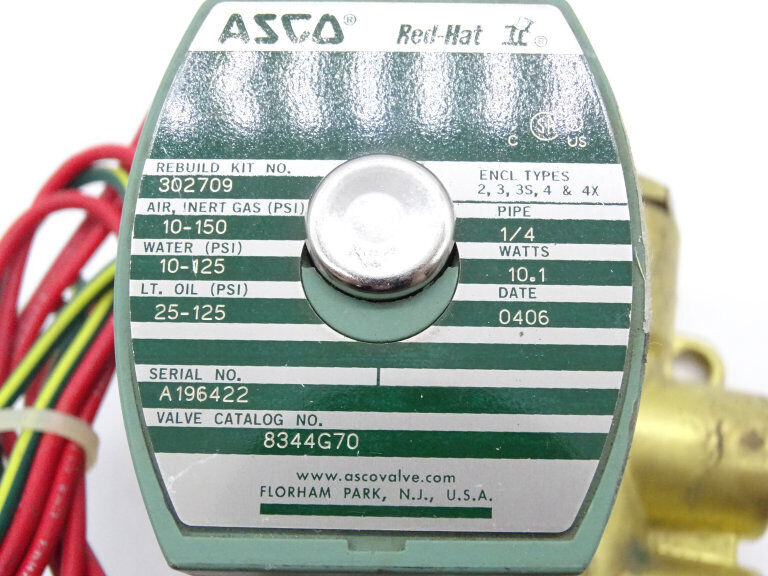 ASCO® Red-Hat II®
C SA US
REBUILD KIT NO.
302709
ENCL TYPES
2, 3, 3S, 4 & 4X
AIR, INERT GAS (PSI)
10-150
PIPE
1/4
WATER (PSI)
10-125
WATTS
10.1
LT. OIL (PSI)
25-125
DATE
0406
SERIAL NO.
A196422
VALVE CATALOG NO.
8344G70
www.ascovalve.com
FLORHAM PARK, N.J., U.S.A.